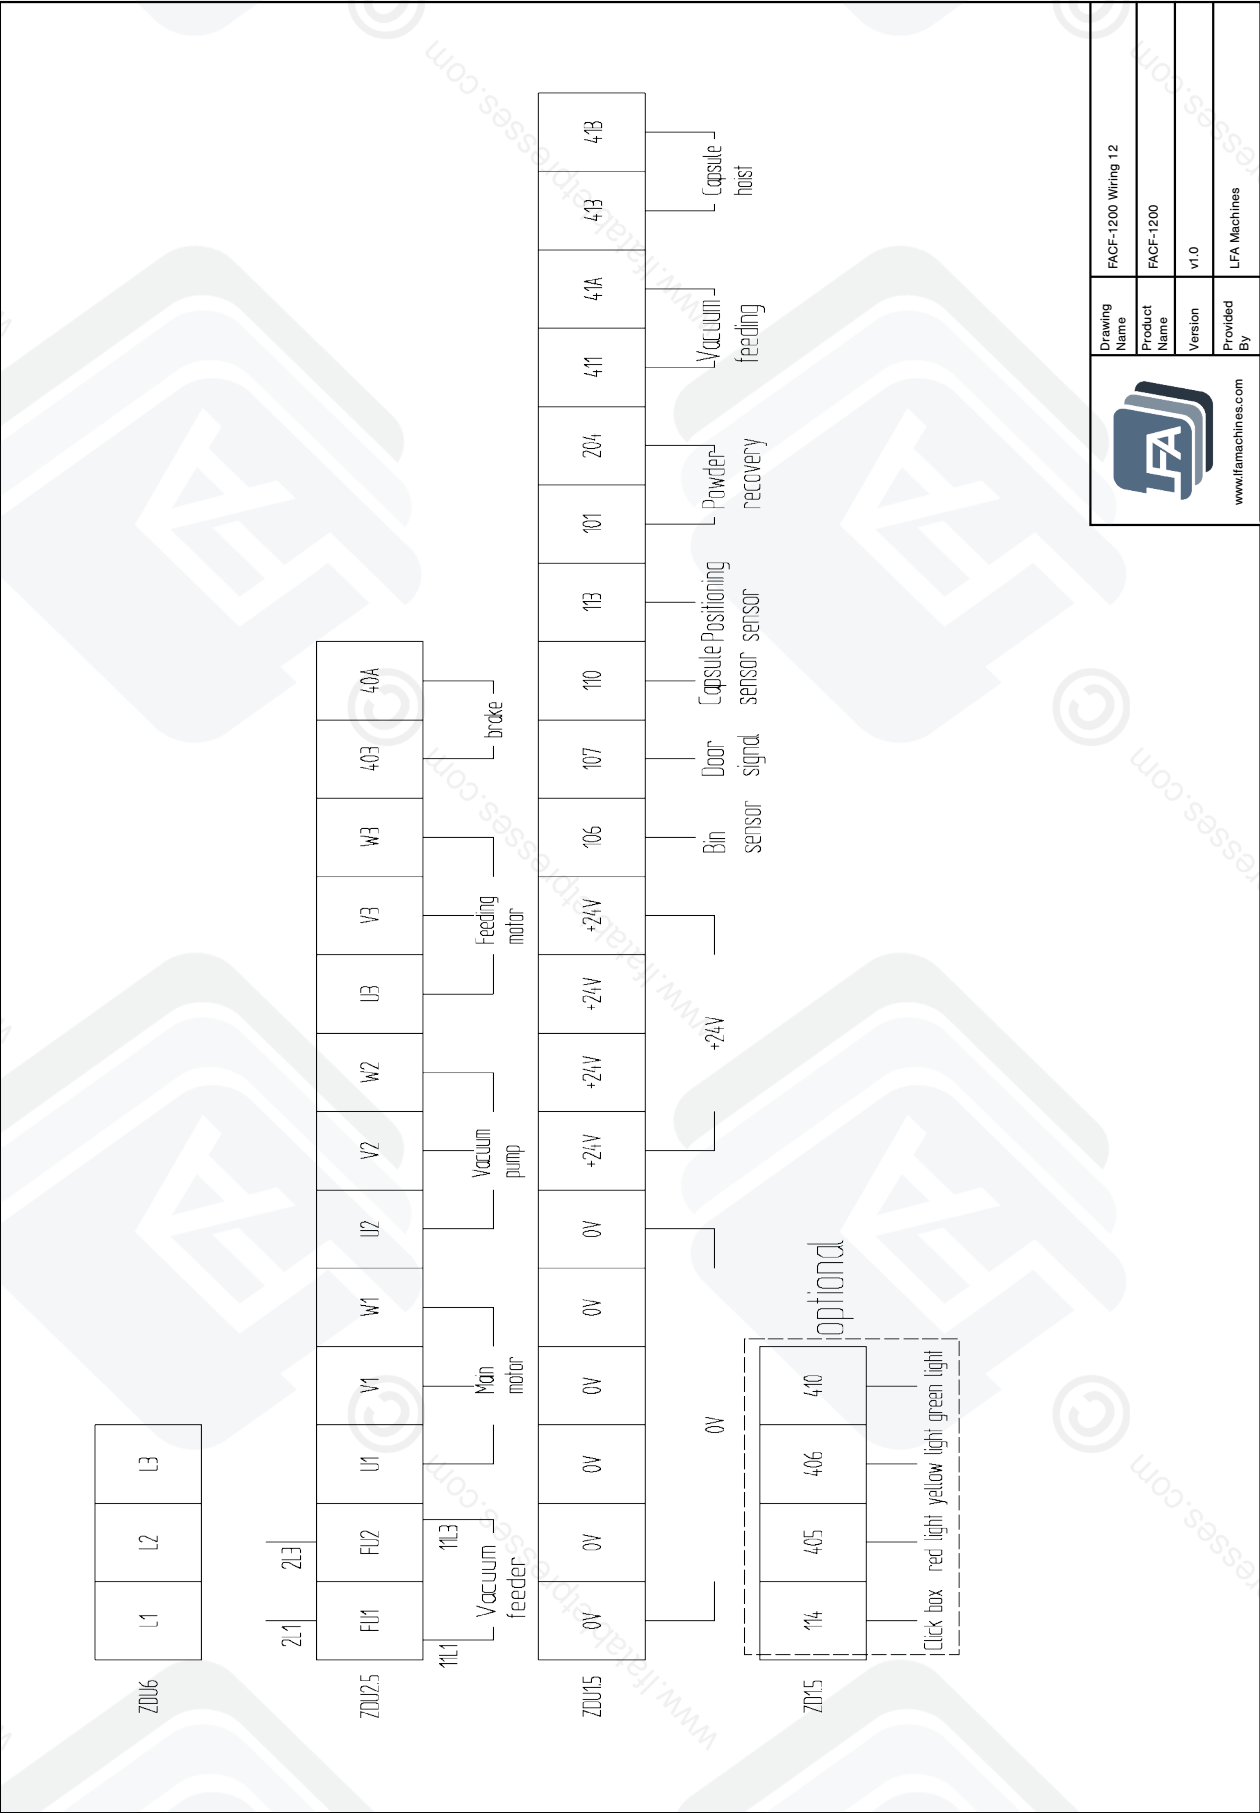 ZDU6
L1
L2
L3
2L1
2L3
ZDU2.5
FU1
FU2
U1
V1
W1
U2
V2
W2
U3
V3
W3
403
40A
11L1
11L3
Vacuum
feeder
Main
motor
Vacuum
pump
Feeding
motor
brake
ZDU1.5
0V
0V
0V
0V
0V
0V
+24V
+24V
+24V
+24V
106
107
110
113
101
204
411
41A
413
41B
0V
+24V
Bin
sensor
Door
signal
Capsule Positioning
sensor sensor
Powder
recovery
Vacuum
feeding
Capsule
hoist
optional
ZD1.5
114
405
406
410
Click box red light yellow light green light
LFA
www.lfamachines.com
Drawing
Name
FACF-1200 Wiring 12
Product
Name
FACF-1200
Version
v1.0
Provided
By
LFA Machines
www.lfatabletpresses.com
©